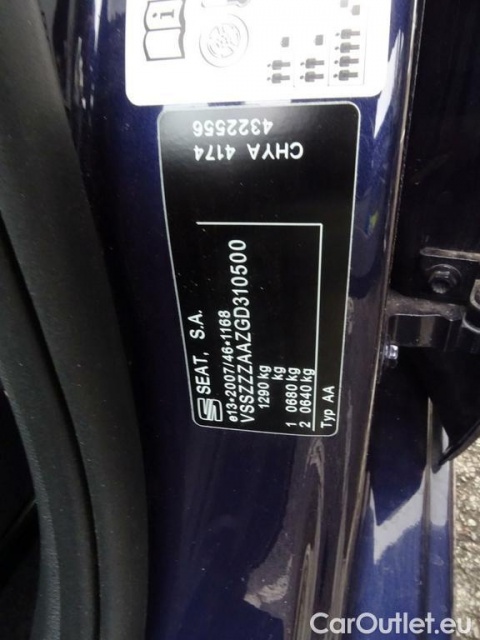 SEAT, S.A.
e13*2007/46*1168
VSSZZZAAZGD310500
1290 kg
kg
1 0680 kg
2 0640 kg
Typ AA
CHYA 4174
4322556
CarOutlet.eu